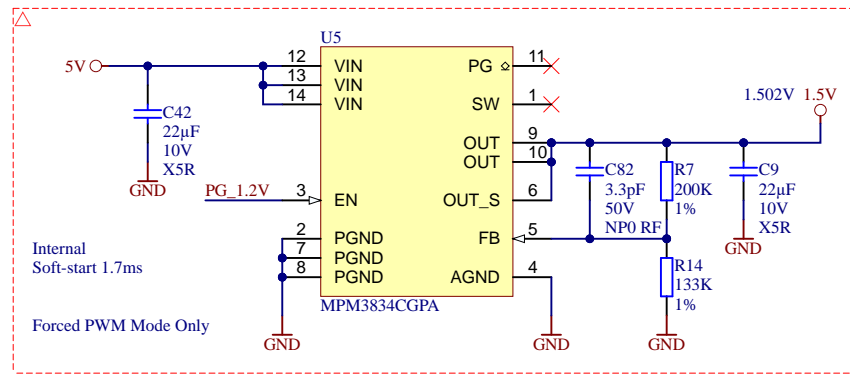 U5
5V
12 VIN
13 VIN
14 VIN
PG 11
SW 1
1.502V 1.5V
C42
22µF
10V
X5R
GND
OUT 9
OUT 10
OUT_S 6
C82
3.3pF
50V
NP0 RF
R7
200K
1%
C9
22µF
10V
X5R
GND
PG_1.2V 3 EN
2 PGND
7 PGND
8 PGND
FB 5
AGND 4
R14
133K
1%
Internal
Soft-start 1.7ms
Forced PWM Mode Only
MPM3834CGPA
GND
GND
GND